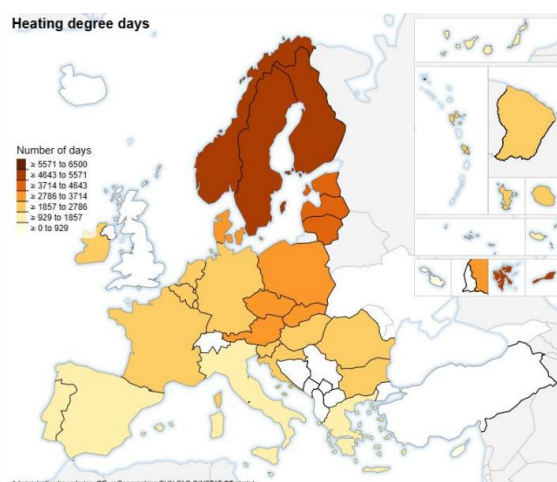 Heating degree days
Number of days
≥ 5571 to 6500
≥ 4643 to 5571
≥ 3714 to 4643
≥ 2786 to 3714
≥ 1857 to 2786
≥ 929 to 1857
≥ 0 to 929